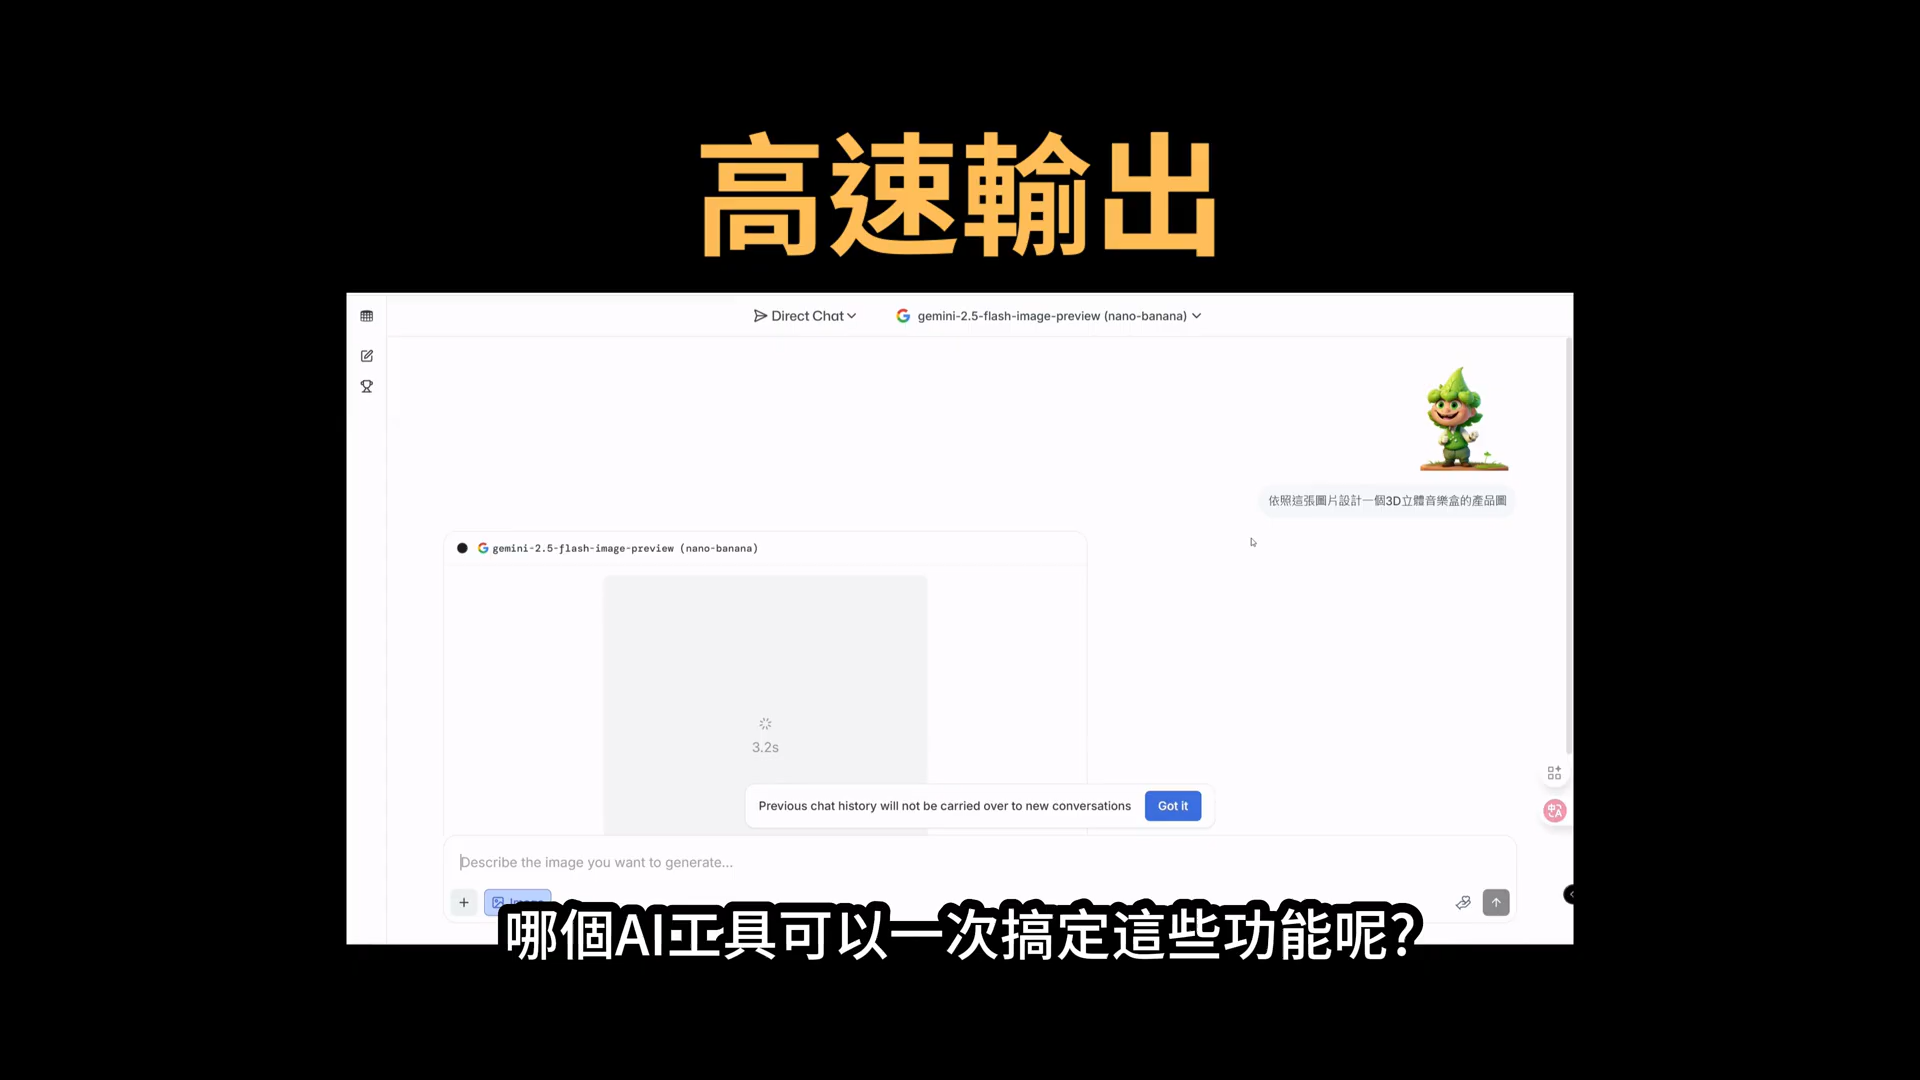 高速輸出
Direct Chat
gemini-2.5-flash-image-preview (nano-banana)
依照這張圖片設計一個3D立體音樂盒的產品圖
gemini-2.5-flash-image-preview (nano-banana)
3.2s
Previous chat history will not be carried over to new conversations
Got it
Describe the image you want to generate...
哪個AI工具可以一次搞定這些功能呢?